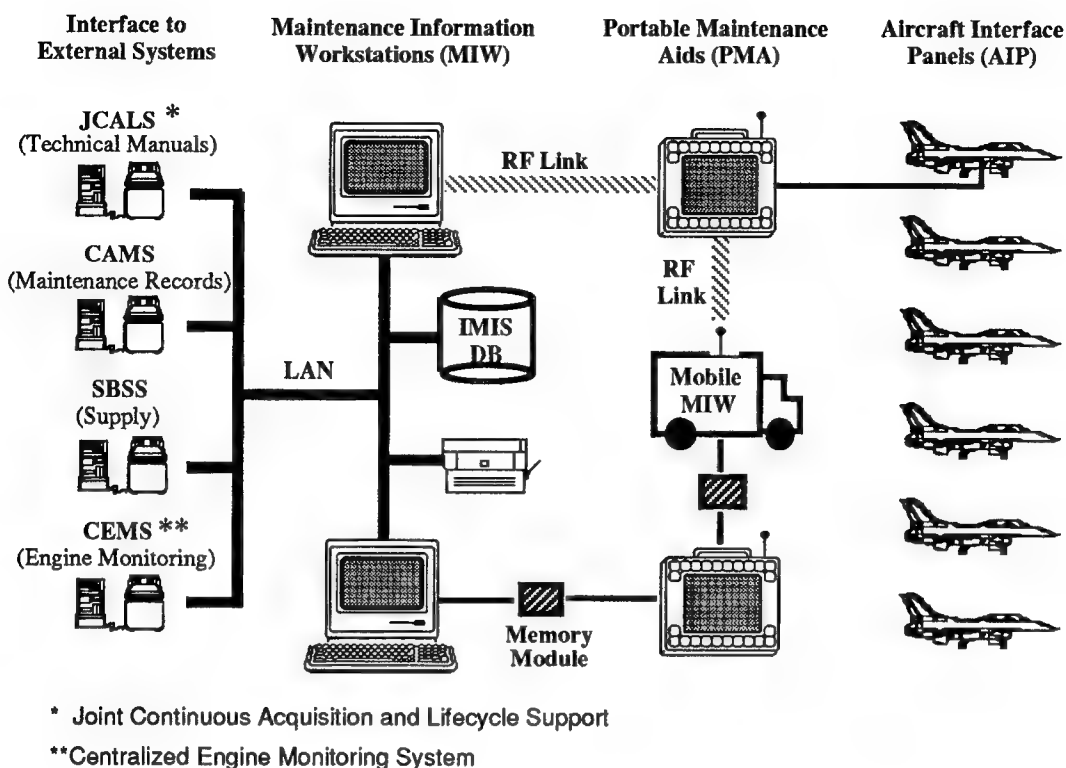 Interface to
External Systems
Maintenance Information
Workstations (MIW)
Portable Maintenance
Aids (PMA)
Aircraft Interface
Panels (AIP)
JCALS *
(Technical Manuals)
CAMS
(Maintenance Records)
SBSS
(Supply)
CEMS **
(Engine Monitoring)
LAN
RF Link
IMIS
DB
RF
Link
Mobile
MIW
Memory
Module
* Joint Continuous Acquisition and Lifecycle Support
**Centralized Engine Monitoring System